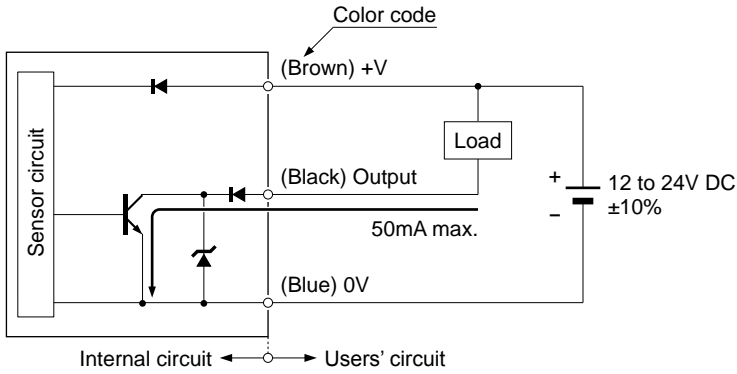 Color code
(Brown) +V
Sensor circuit
Load
(Black) Output
+
12 to 24V DC
−
±10%
50mA max.
(Blue) 0V
Internal circuit
Users' circuit